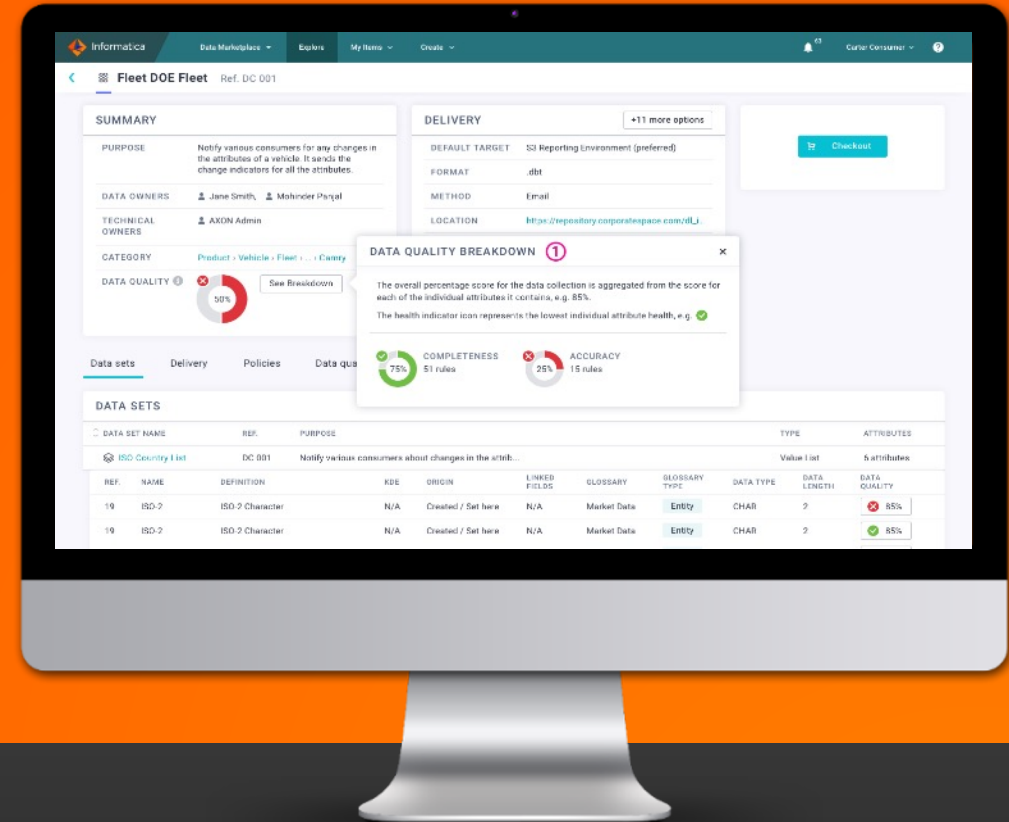 Informatica
Data Marketplace
Explore
My Items
Create
Carter Consumer
Fleet DOE Fleet Ref. DC 001
SUMMARY
PURPOSE
Notify various consumers for any changes in
the attributes of a vehicle. It sends the
change indicators for all the attributes.
DATA OWNERS
Jane Smith, Mohinder Panjal
TECHNICAL
OWNERS
AXON Admin
CATEGORY
Product › Vehicle › Fleet › .. › Camry
DATA QUALITY
50%
See Breakdown
DELIVERY
+11 more options
DEFAULT TARGET S3 Reporting Environment (preferred)
FORMAT .dbt
METHOD Email
LOCATION https://repository.corporatespace.com/dl_i..
Checkout
DATA QUALITY BREAKDOWN 1
The overall percentage score for the data collection is aggregated from the score for
each of the individual attributes it contains, e.g. 85%.
The health indicator icon represents the lowest individual attribute health, e.g.
75%
COMPLETENESS
51 rules
25%
ACCURACY
15 rules
Data sets Delivery Policies Data qua
DATA SETS
DATA SET NAME REF. PURPOSE TYPE ATTRIBUTES
ISO Country List DC 001 Notify various consumers about changes in the attrib... Value List 5 attributes
REF. NAME DEFINITION KDE ORIGIN LINKED FIELDS GLOSSARY GLOSSARY TYPE DATA TYPE DATA LENGTH DATA QUALITY
19 ISO-2 ISO-2 Character N/A Created / Set here N/A Market Data Entity CHAR 2 85%
19 ISO-2 ISO-2 Character N/A Created / Set here N/A Market Data Entity CHAR 2 85%